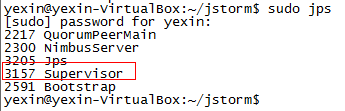 yexin@yexin-VirtualBox:~/jstorm$ sudo jps
[sudo] password for yexin:
2217 QuorumPeerMain
2300 NimbusServer
3205 Jps
3157 Supervisor
2591 Bootstrap
yexin@yexin-VirtualBox:~/jstorm$